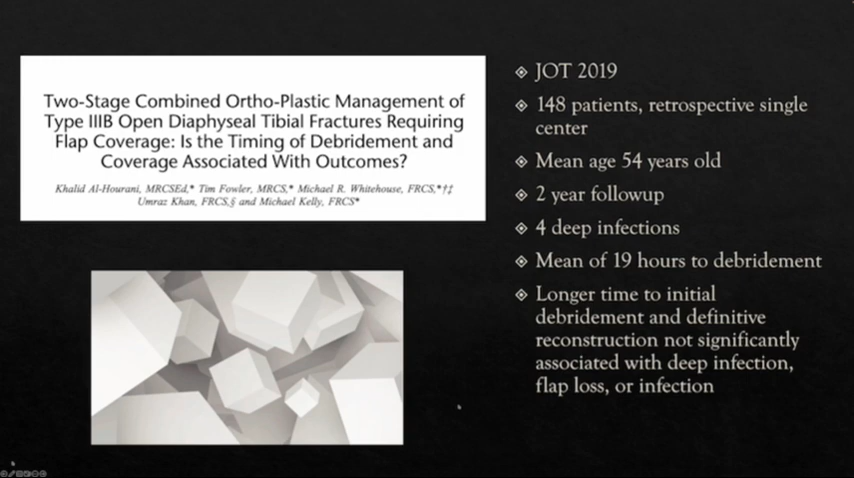 Two-Stage Combined Ortho-Plastic Management of
Type IIIB Open Diaphyseal Tibial Fractures Requiring
Flap Coverage: Is the Timing of Debridement and
Coverage Associated With Outcomes?
Khalid Al-Hourani, MRCSEd,* Tim Fowler, MRCS,* Michael R. Whitehouse, FRCS,*†‡
Umraz Khan, FRCS,§ and Michael Kelly, FRCS*
JOT 2019
148 patients, retrospective single
center
Mean age 54 years old
2 year followup
4 deep infections
Mean of 19 hours to debridement
Longer time to initial
debridement and definitive
reconstruction not significantly
associated with deep infection,
flap loss, or infection